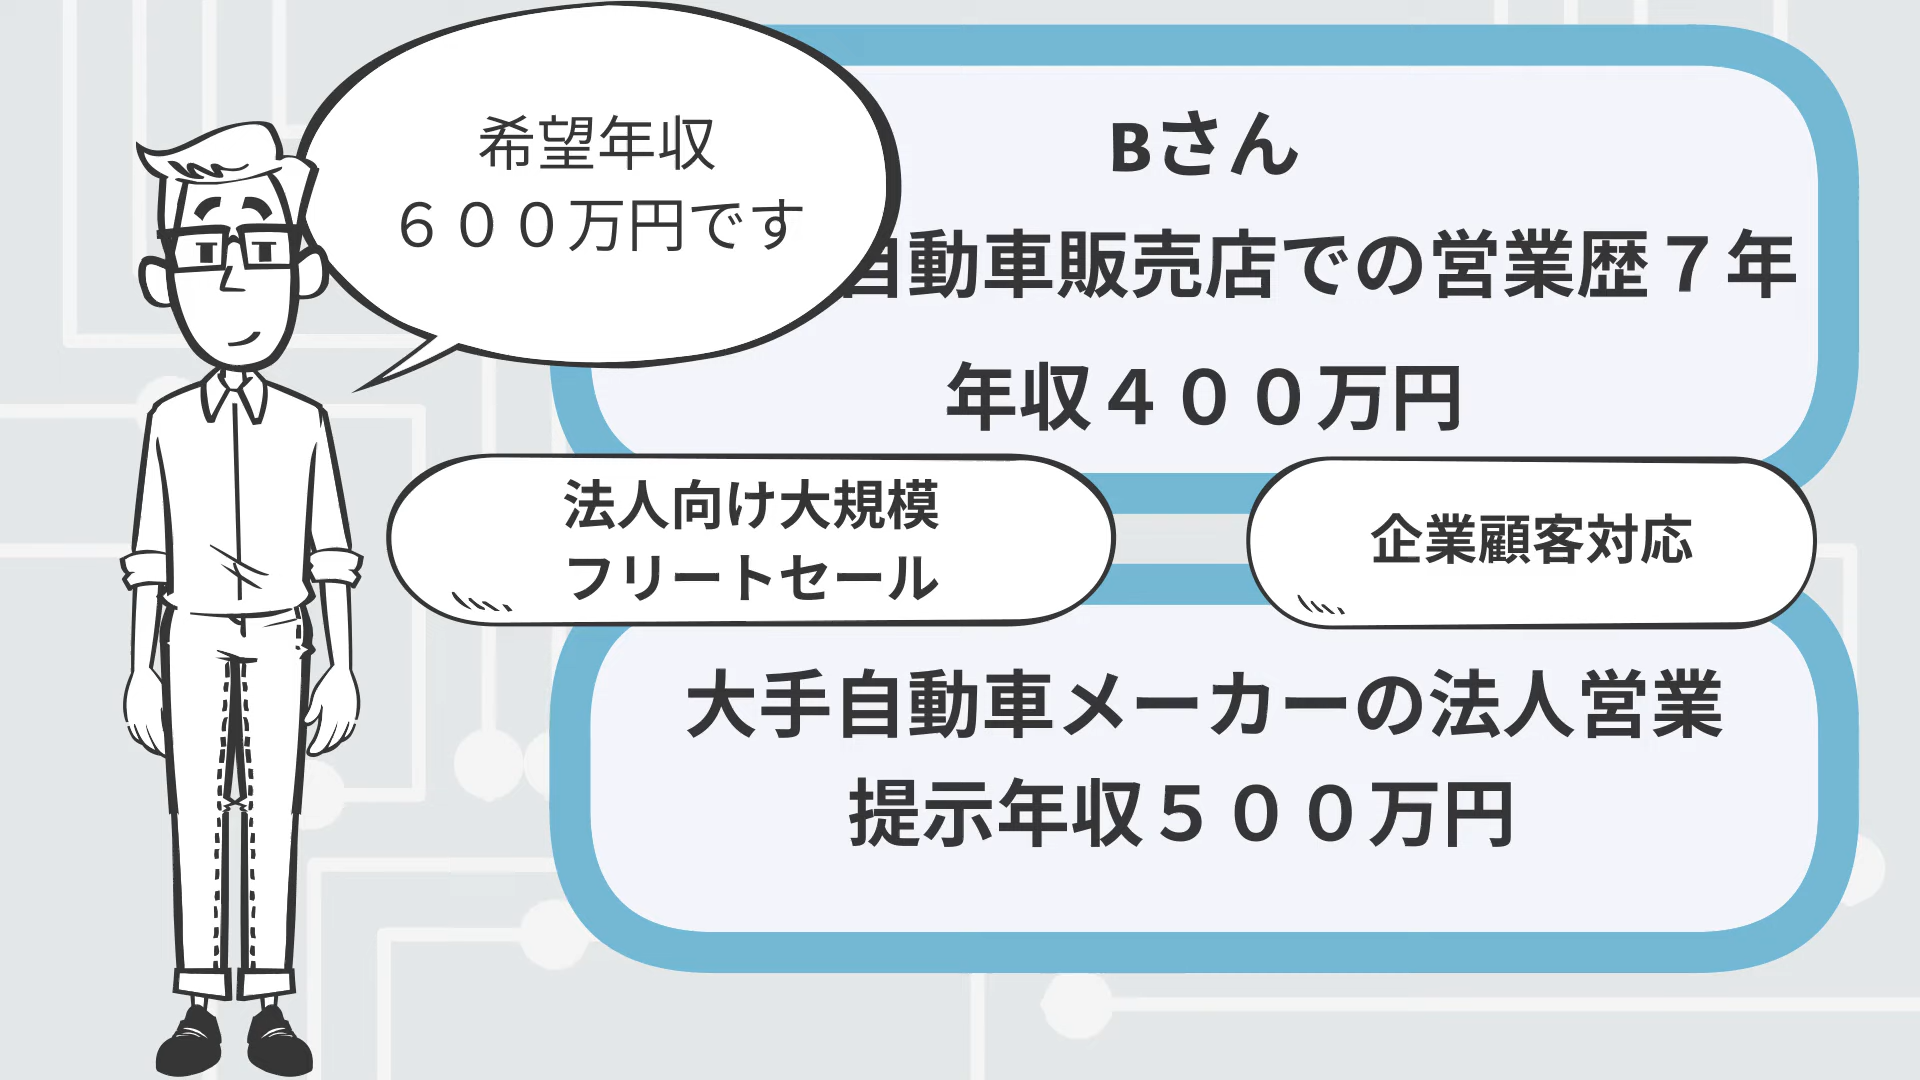 希望年収
６００万円です
Bさん
自動車販売店での営業歴７年
年収４００万円
法人向け大規模
フリートセール
企業顧客対応
大手自動車メーカーの法人営業
提示年収５００万円